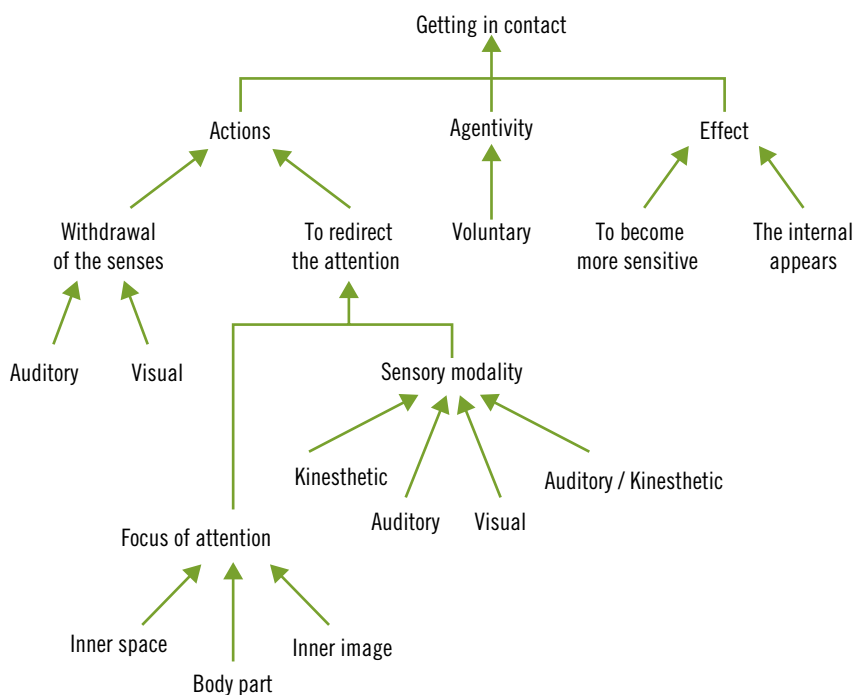 Getting in contact
Actions
Agentivity
Effect
Withdrawal
of the senses
To redirect
the attention
Voluntary
To become
more sensitive
The internal
appears
Auditory
Visual
Sensory modality
Kinesthetic
Auditory
Visual
Auditory / Kinesthetic
Focus of attention
Inner space
Body part
Inner image